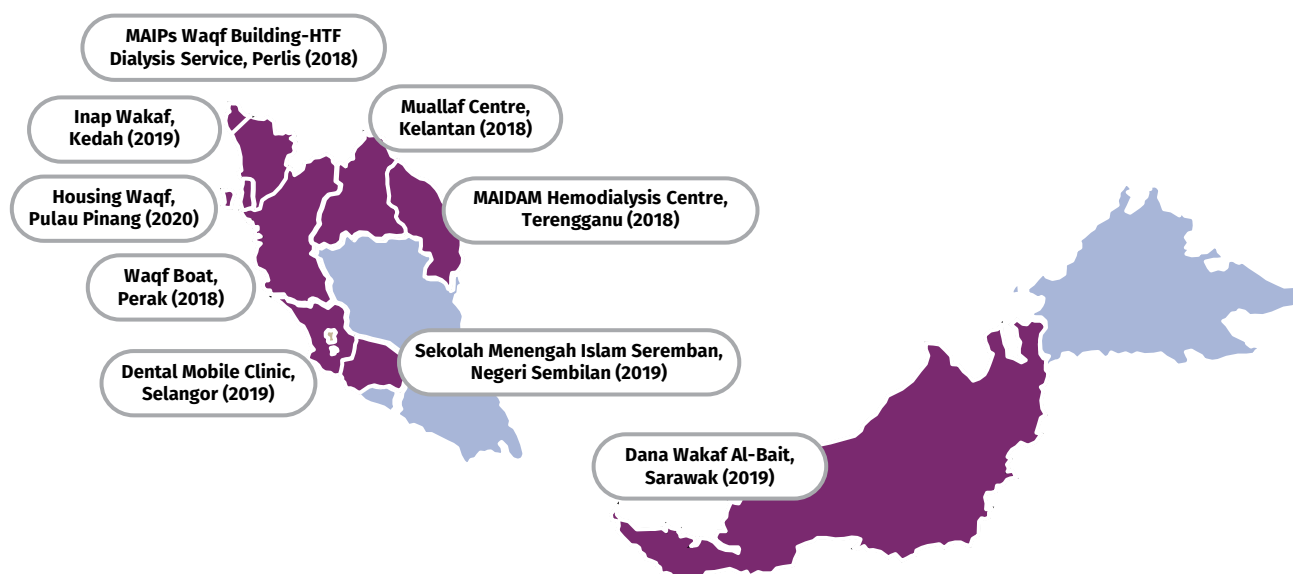 MAIPs Waqf Building-HTF
Dialysis Service, Perlis (2018)
Inap Wakaf,
Kedah (2019)
Muallaf Centre,
Kelantan (2018)
Housing Waqf,
Pulau Pinang (2020)
MAIDAM Hemodialysis Centre,
Terengganu (2018)
Waqf Boat,
Perak (2018)
Dental Mobile Clinic,
Selangor (2019)
Sekolah Menengah Islam Seremban,
Negeri Sembilan (2019)
Dana Wakaf Al-Bait,
Sarawak (2019)